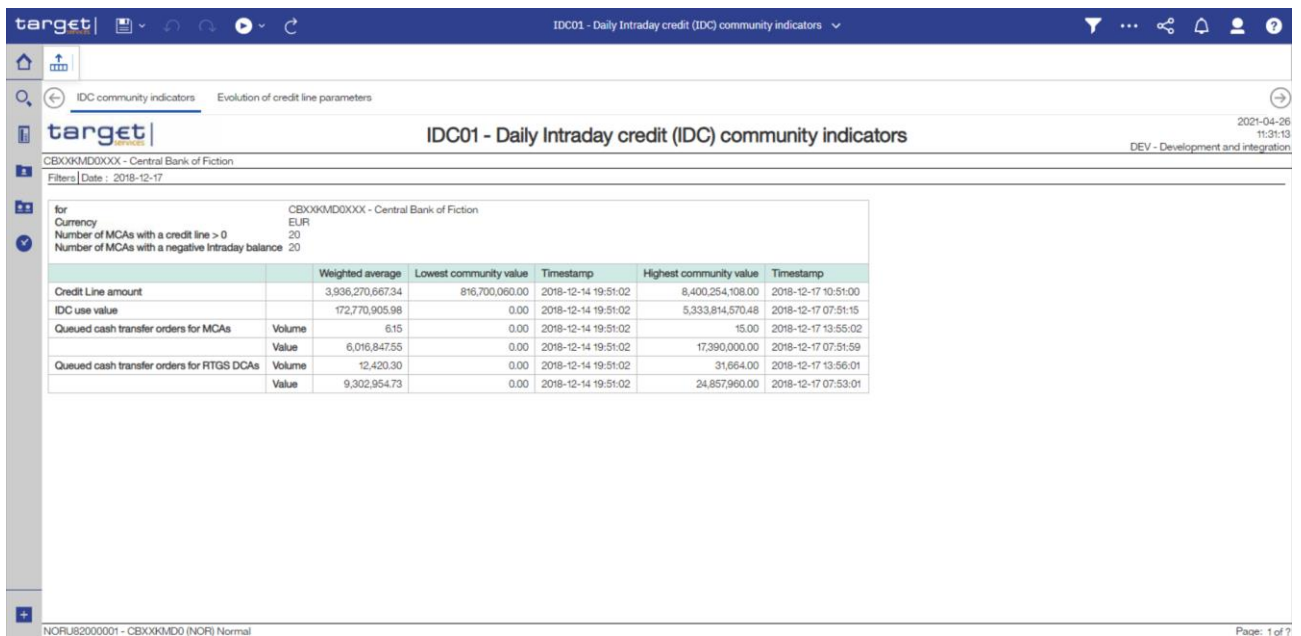 target| services
IDC01 - Daily Intraday credit (IDC) community indicators
IDC community indicators Evolution of credit line parameters
target| services
IDC01 - Daily Intraday credit (IDC) community indicators
2021-04-26
11:31:13
DEV - Development and integration
CBXXKMD0XXX - Central Bank of Fiction
Filters | Date : 2018-12-17
for CBXXKMD0XXX - Central Bank of Fiction
Currency EUR
Number of MCAs with a credit line > 0 20
Number of MCAs with a negative Intraday balance 20
Weighted average Lowest community value Timestamp Highest community value Timestamp
Credit Line amount 3,936,270,667.34 816,700,060.00 2018-12-14 19:51:02 8,400,254,108.00 2018-12-17 10:51:00
IDC use value 172,770,905.98 0.00 2018-12-14 19:51:02 5,333,814,570.48 2018-12-17 07:51:15
Queued cash transfer orders for MCAs Volume 6.15 0.00 2018-12-14 19:51:02 15.00 2018-12-17 13:55:02
Value 6,016,847.55 0.00 2018-12-14 19:51:02 17,390,000.00 2018-12-17 07:51:59
Queued cash transfer orders for RTGS DCAs Volume 12,420.30 0.00 2018-12-14 19:51:02 31,664.00 2018-12-17 13:56:01
Value 9,302,954.73 0.00 2018-12-14 19:51:02 24,857,960.00 2018-12-17 07:53:01
NORU82000001 - CBXXKMD0 (NOR) Normal
Page: 1 of ?